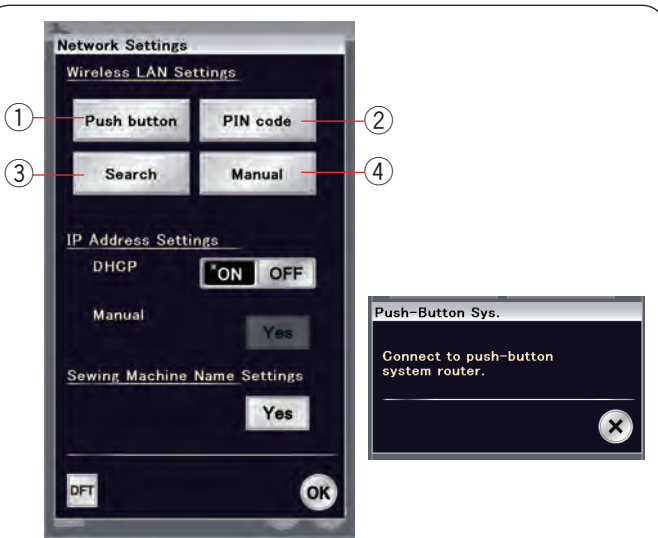 Network Settings
Wireless LAN Settings
① Push button PIN code ②
③ Search Manual ④
IP Address Settings
DHCP *ON OFF
Manual
Yes
Sewing Machine Name Settings
Yes
DFT OK
Push-Button Sys.
Connect to push-button
system router.
×